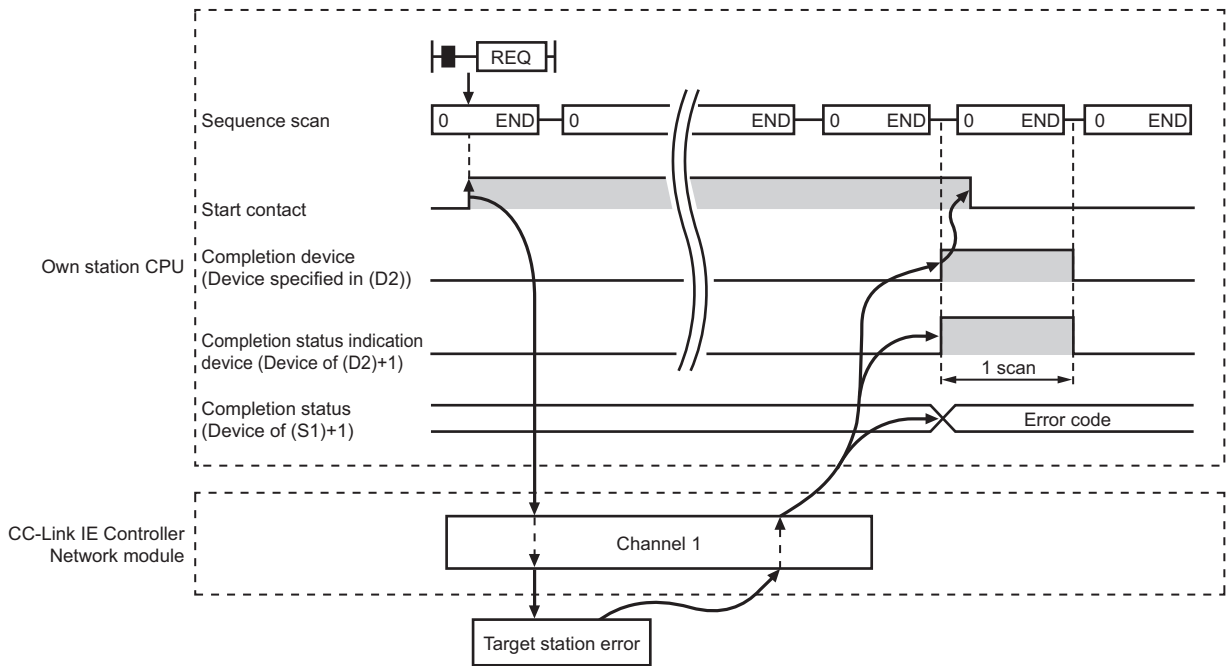 REQ
Sequence scan
0 END 0 END 0 END 0 END 0 END
Start contact
Own station CPU
Completion device
(Device specified in (D2))
Completion status indication
device (Device of (D2)+1)
1 scan
Completion status
(Device of (S1)+1)
Error code
CC-Link IE Controller
Network module
Channel 1
Target station error